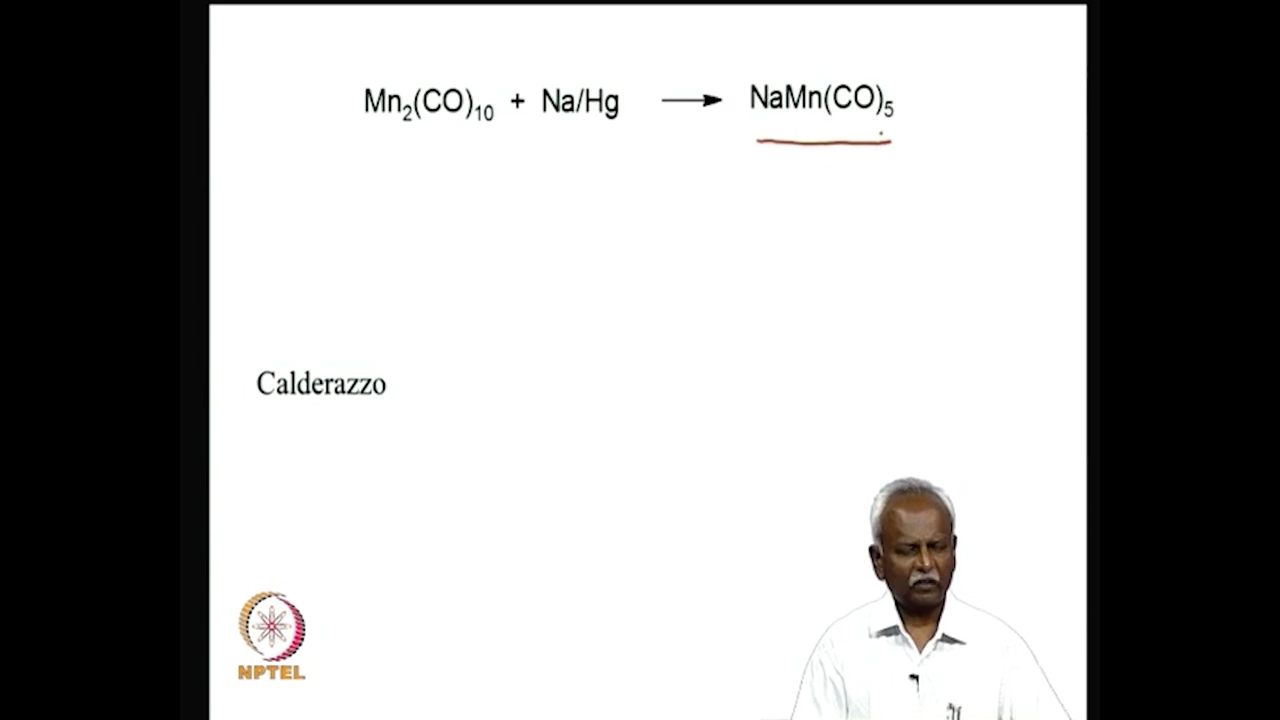 Mn₂(CO)₁₀ + Na/Hg ⟶ NaMn(CO)₅
Calderazzo
NPTEL